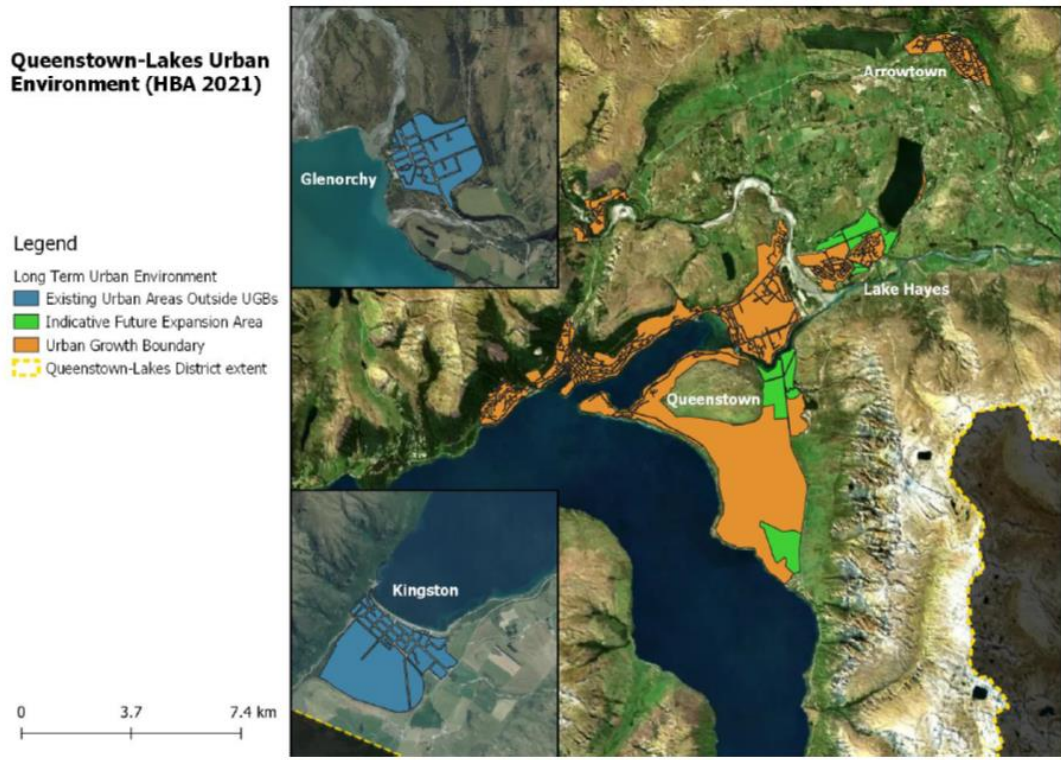 Queenstown-Lakes Urban
Environment (HBA 2021)
Legend
Long Term Urban Environment
Existing Urban Areas Outside UGBs
Indicative Future Expansion Area
Urban Growth Boundary
Queenstown-Lakes District extent
0 3.7 7.4 km
Glenorchy
Kingston
Arrowtown
Lake Hayes
Queenstown